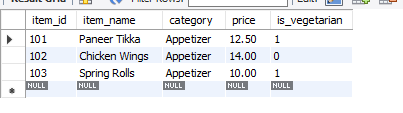 item_id item_name category price is_vegetarian
101 Paneer Tikka Appetizer 12.50 1
102 Chicken Wings Appetizer 14.00 0
103 Spring Rolls Appetizer 10.00 1
NULL NULL NULL NULL NULL